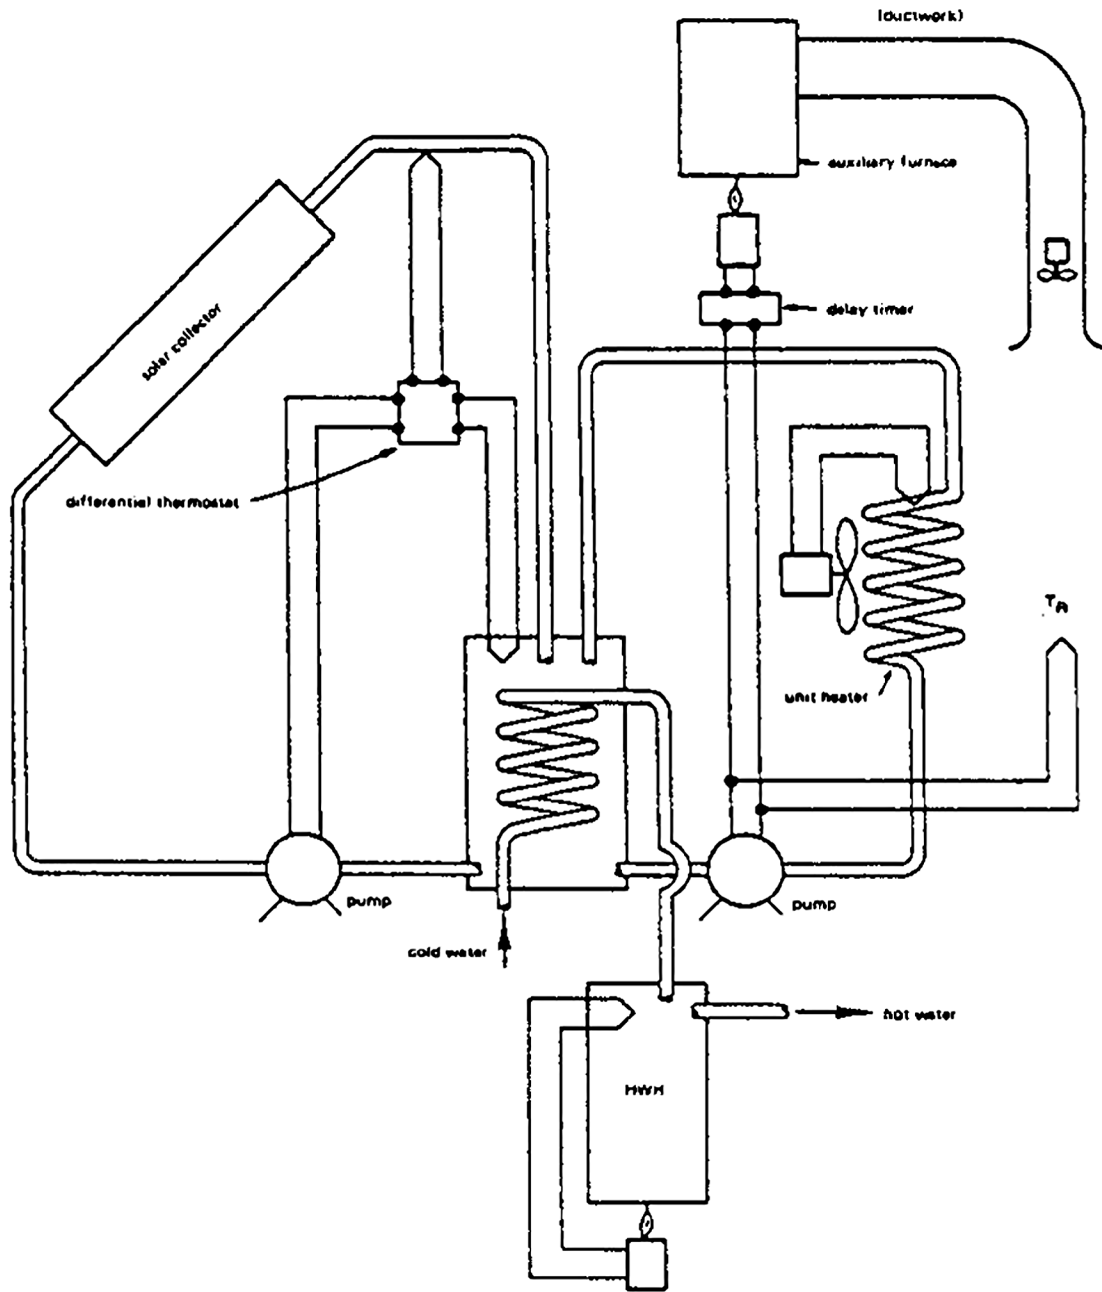 (ductwork)
auxiliary furnace
solar collector
delay timer
differential thermostat
TR
unit heater
pump
pump
cold water
hot water
HWH